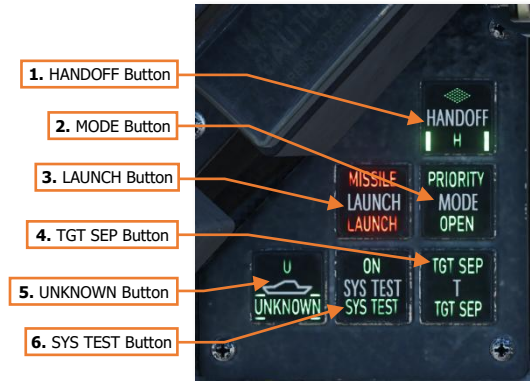 1. HANDOFF Button
2. MODE Button
3. LAUNCH Button
4. TGT SEP Button
5. UNKNOWN Button
6. SYS TEST Button
HANDOFF
H
MISSILE
LAUNCH
LAUNCH
PRIORITY
MODE
OPEN
U
UNKNOWN
ON
SYS TEST
SYS TEST
TGT SEP
T
TGT SEP